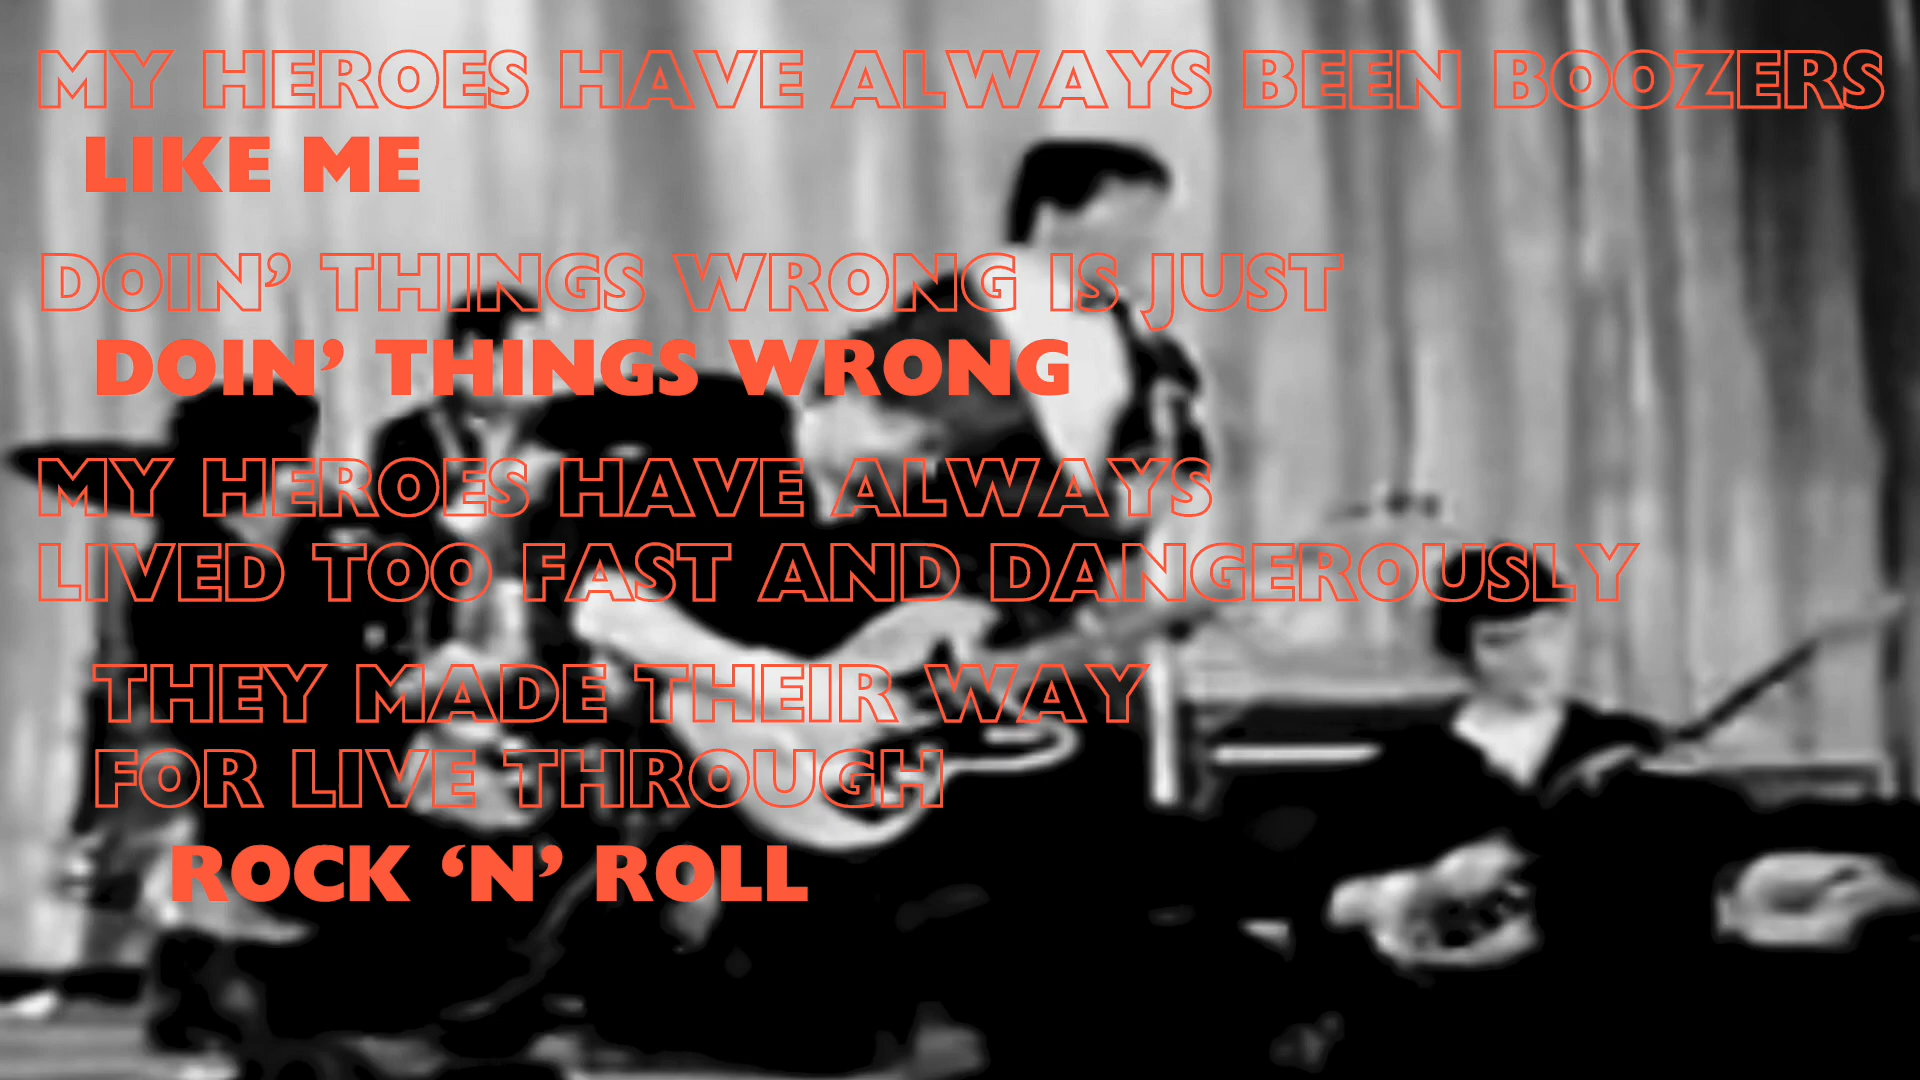 MY HEROES HAVE ALWAYS BEEN BOOZERS
LIKE ME
DOIN’ THINGS WRONG IS JUST
DOIN’ THINGS WRONG
MY HEROES HAVE ALWAYS
LIVED TOO FAST AND DANGEROUSLY
THEY MADE THEIR WAY
FOR LIVE THROUGH
ROCK ‘N’ ROLL